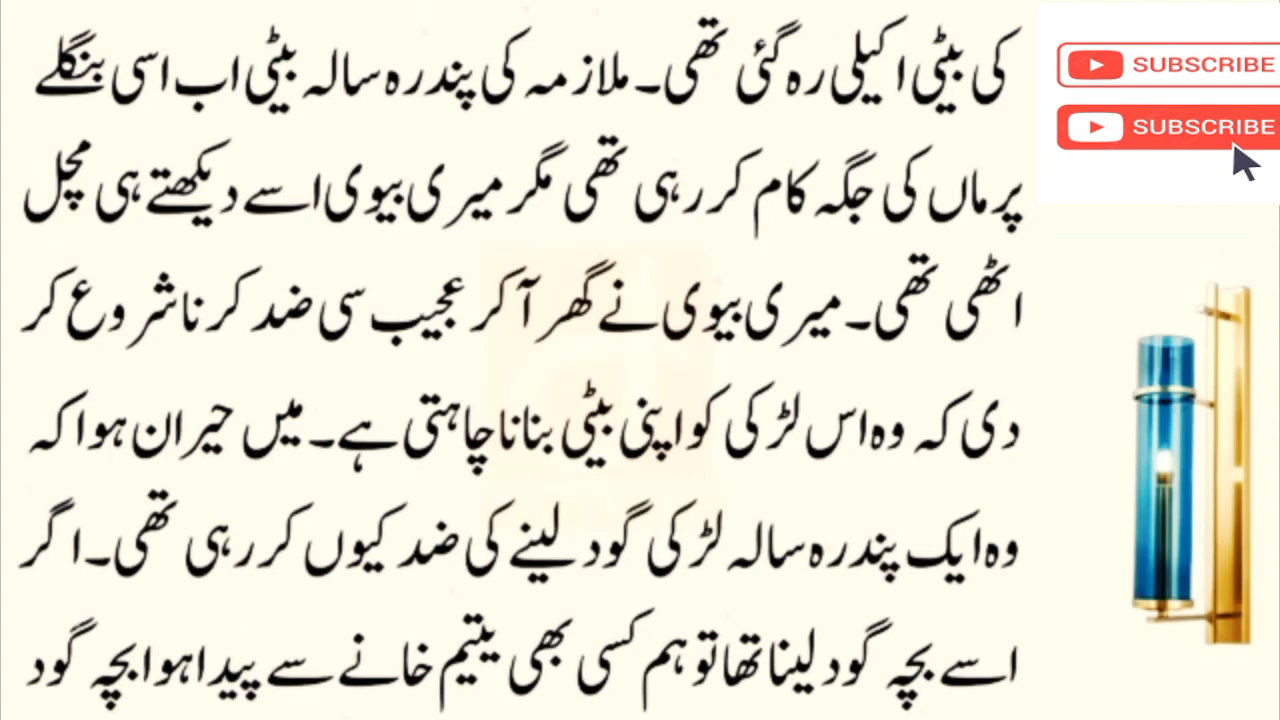 کی بیٹی اکیلی رہ گئی تھی۔ ملازمہ کی پندرہ سالہ بیٹی اب اسی بنگلے
پر ماں کی جگہ کام کر رہی تھی مگر میری بیوی اسے دیکھتے ہی مچل
اٹھی تھی۔ میری بیوی نے گھر آ کر عجیب سی ضد کرنا شروع کر
دی کہ وہ اس لڑکی کو اپنی بیٹی بنانا چاہتی ہے۔ میں حیران ہوا کہ
وہ ایک پندرہ سالہ لڑکی گود لینے کی ضد کیوں کر رہی تھی۔ اگر
اسے بچہ گود لینا تھا تو ہم کسی بھی یتیم خانے سے پیدا ہوا بچہ گود
SUBSCRIBE
SUBSCRIBE